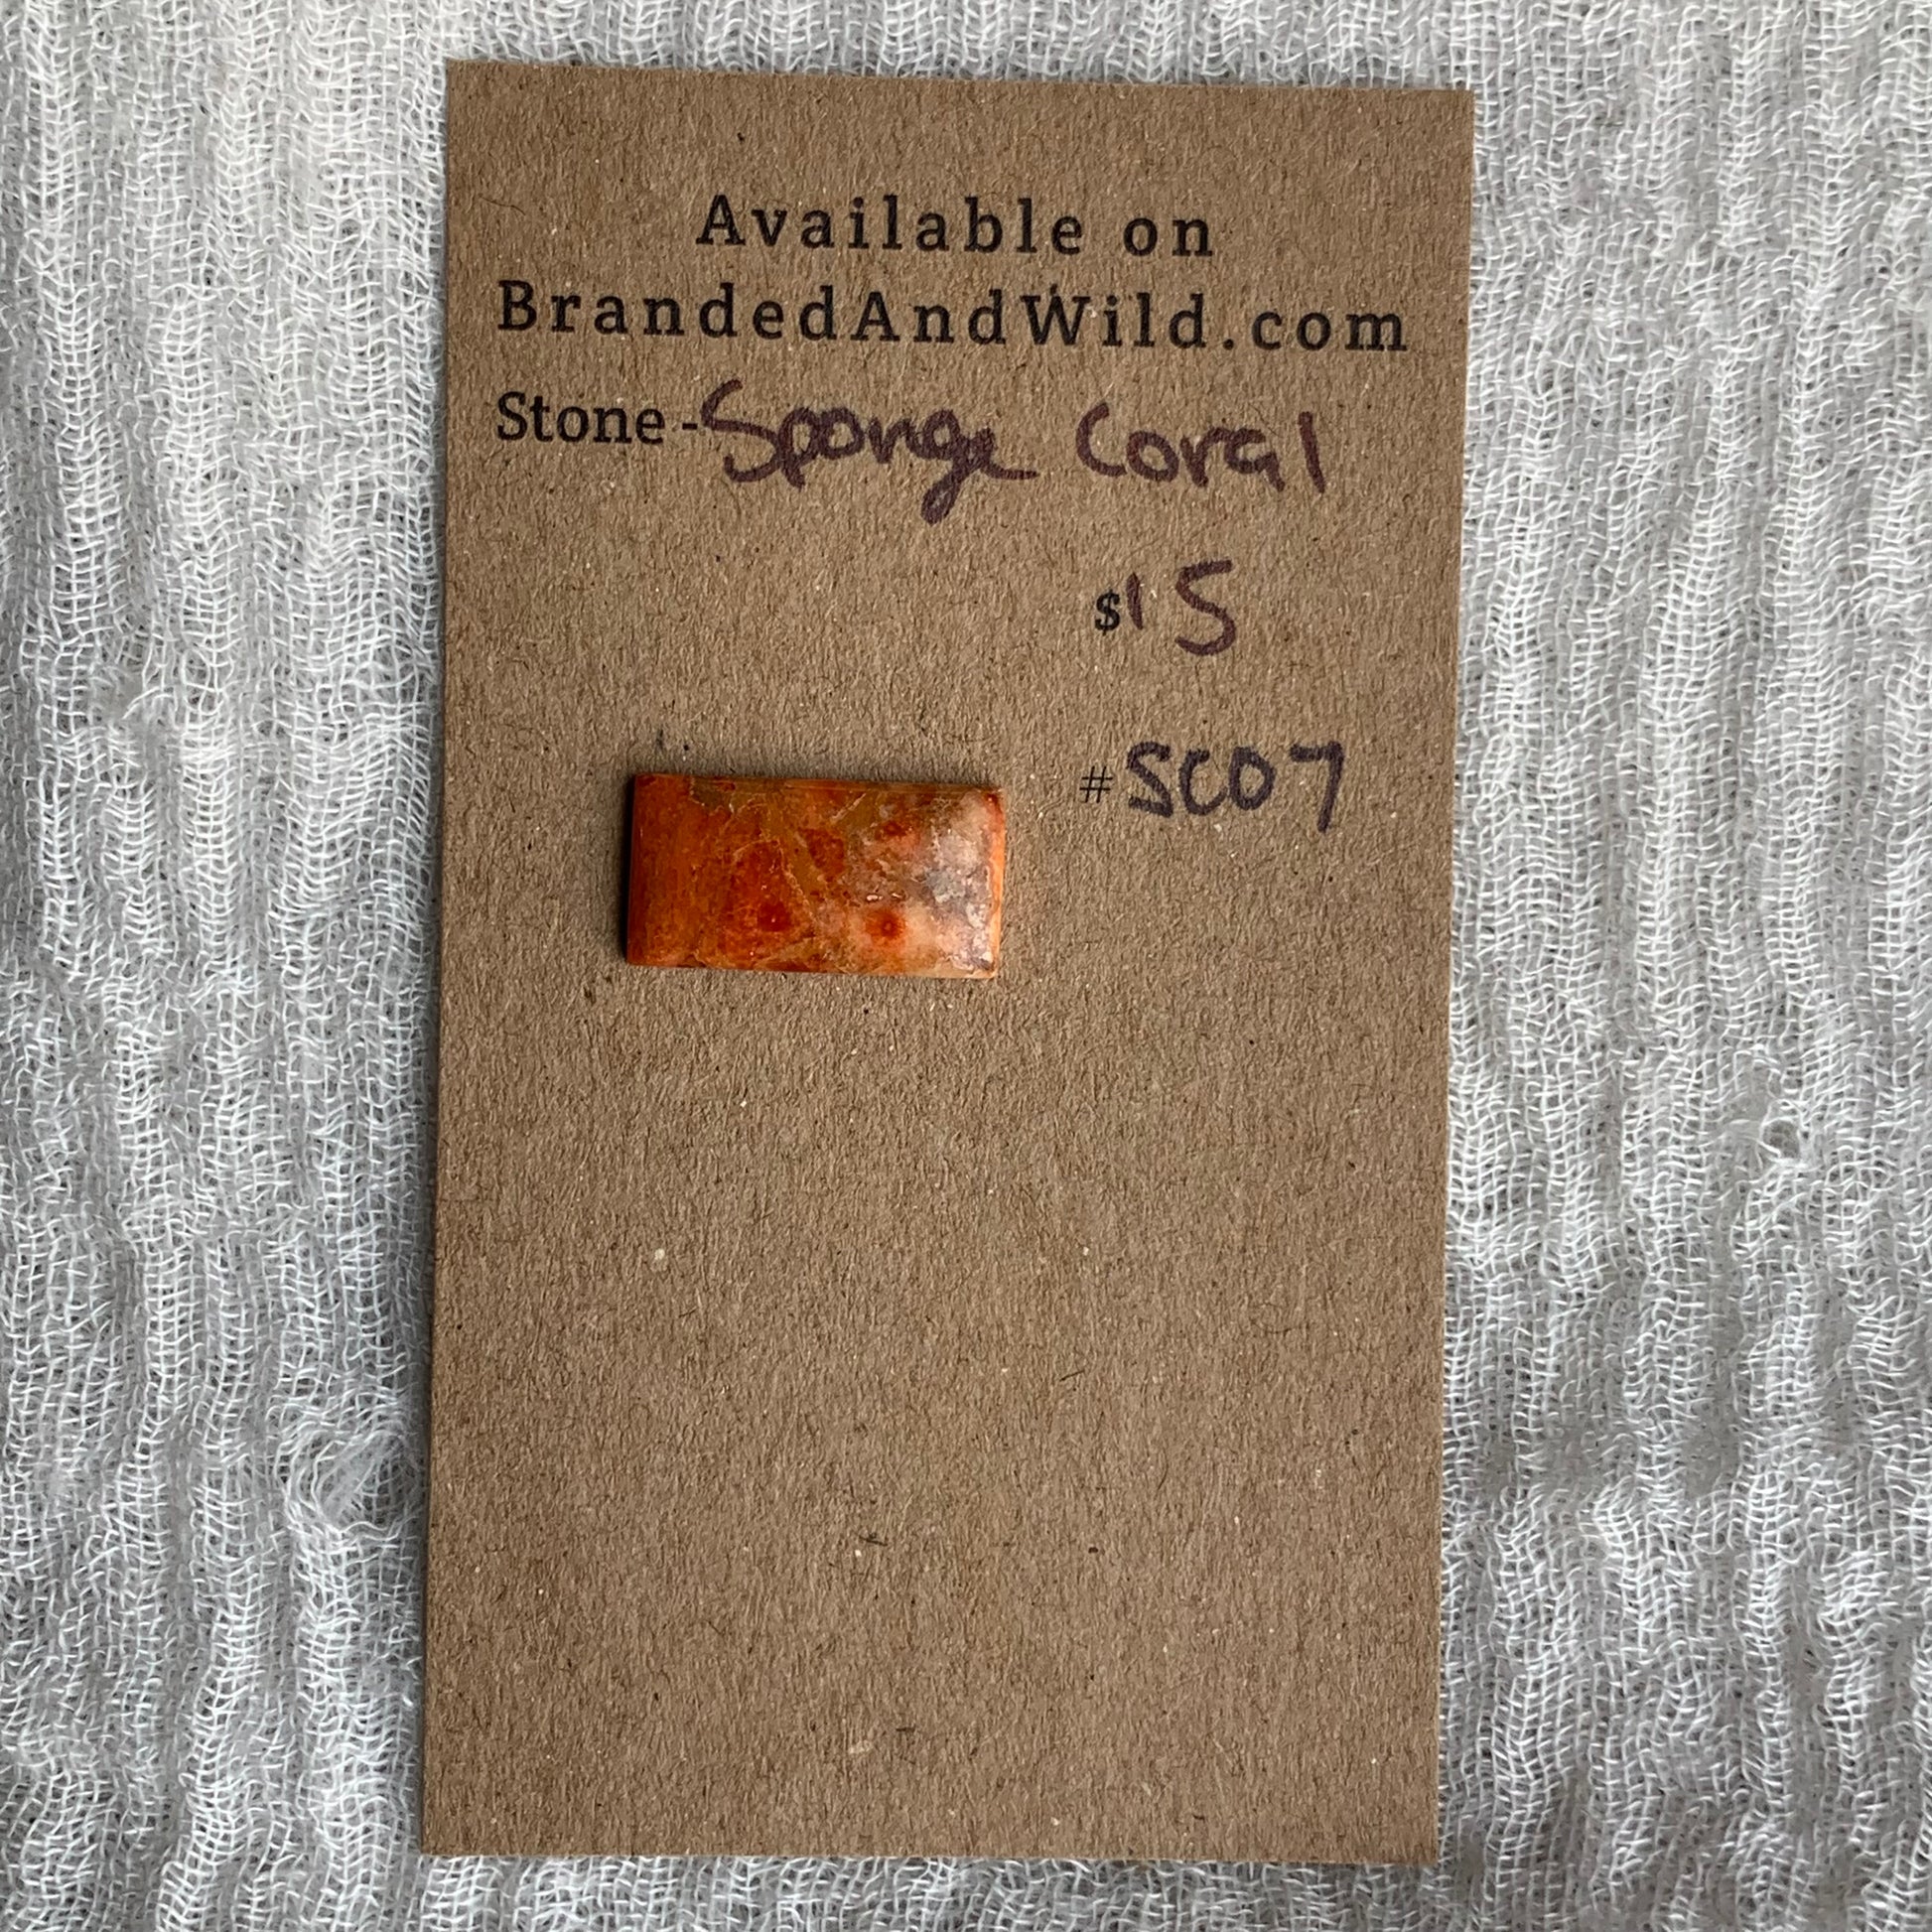 Available on
BrandedAndWild.com
Stone - Sponge Coral
$15
#SC07